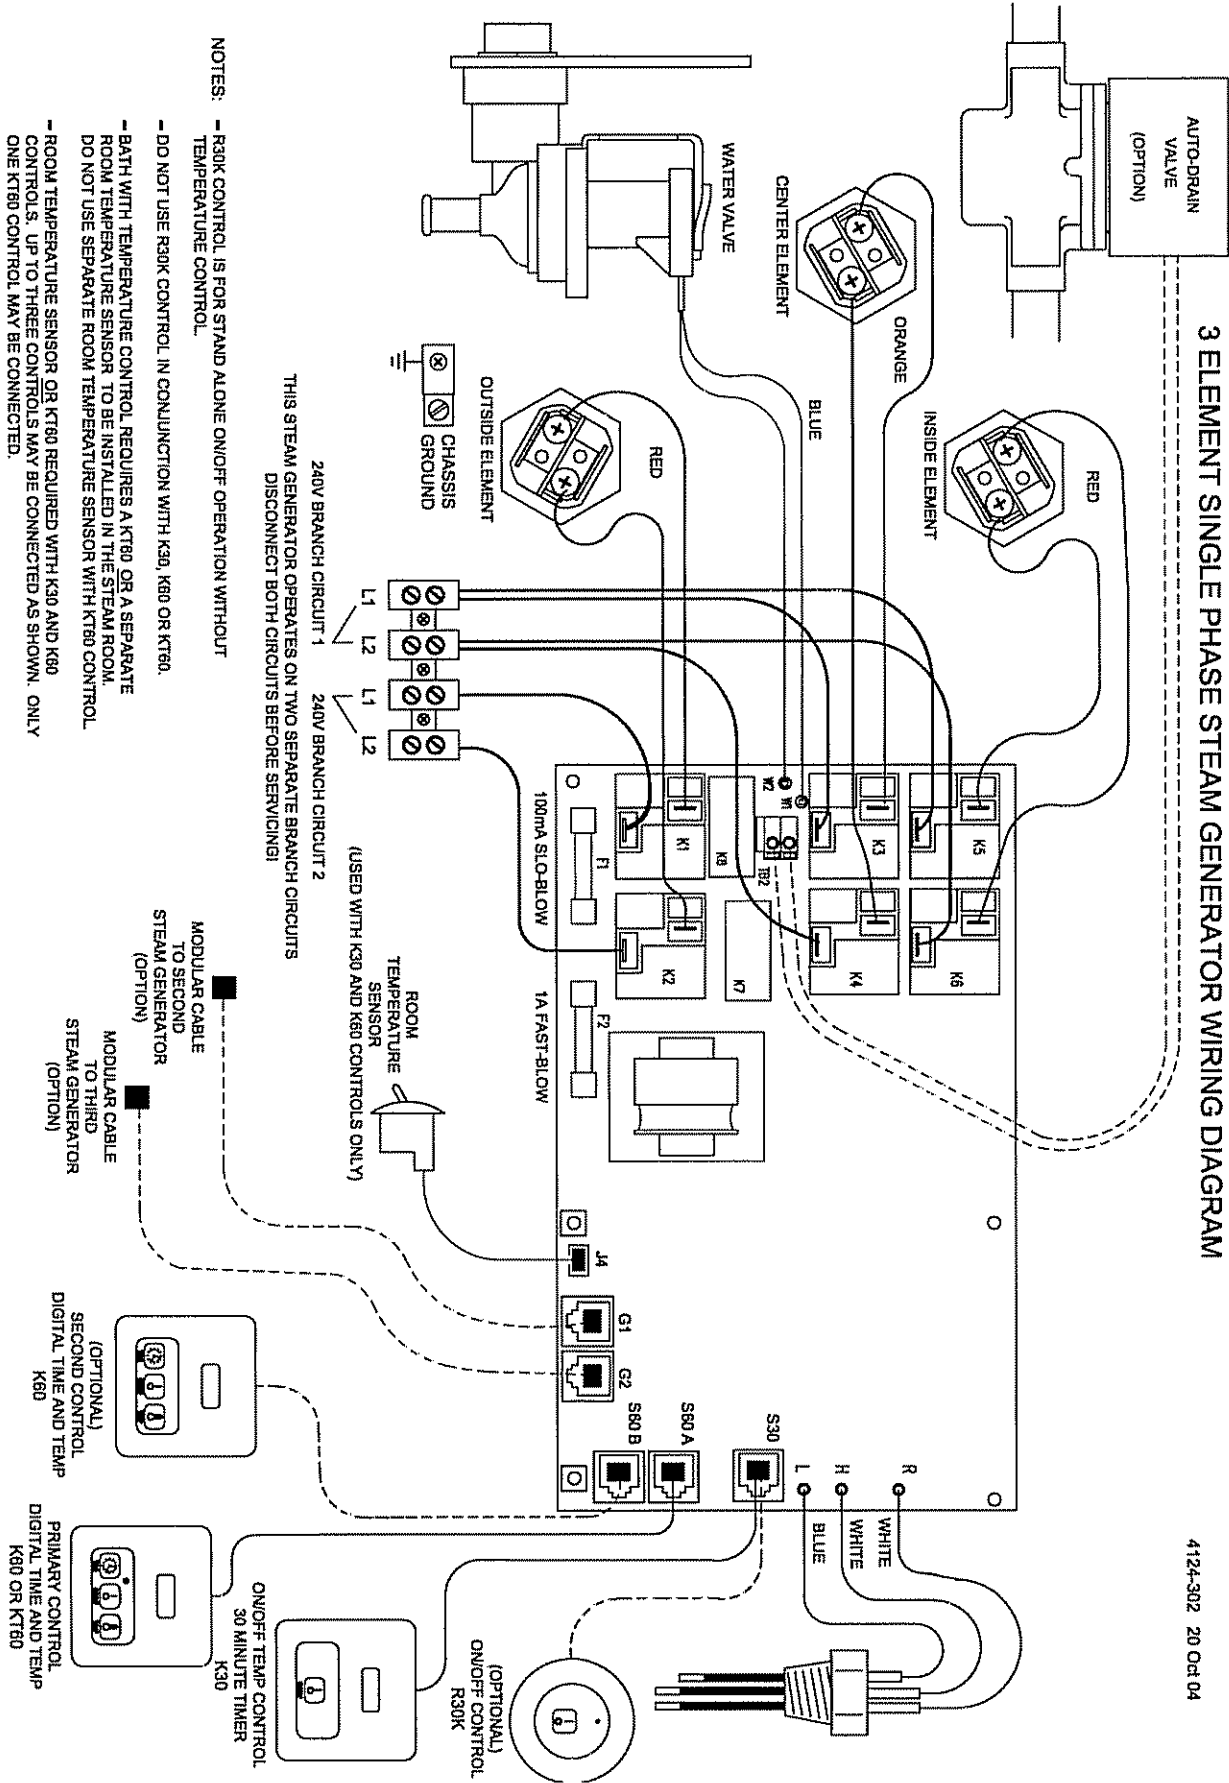 3 ELEMENT SINGLE PHASE STEAM GENERATOR WIRING DIAGRAM
4124-302 20 Oct 04
AUTO-DRAIN
VALVE
(OPTION)
INSIDE ELEMENT
RED
CENTER ELEMENT
ORANGE
WATER VALVE
BLUE
OUTSIDE ELEMENT
RED
CHASSIS
GROUND
L1
L2
L1
L2
240V BRANCH CIRCUIT 1
240V BRANCH CIRCUIT 2
THIS STEAM GENERATOR OPERATES ON TWO SEPARATE BRANCH CIRCUITS
DISCONNECT BOTH CIRCUITS BEFORE SERVICING!
K5
K6
K3
K4
W1
W2
TB2
K8
K7
K1
K2
F1
100mA SLO-BLOW
F2
1A FAST-BLOW
J4
G1
G2
S60 B
S60 A
S30
L
H
R
WHITE
WHITE
BLUE
ROOM
TEMPERATURE
SENSOR
(USED WITH K30 AND K60 CONTROLS ONLY)
MODULAR CABLE
TO SECOND
STEAM GENERATOR
(OPTION)
MODULAR CABLE
TO THIRD
STEAM GENERATOR
(OPTION)
(OPTIONAL)
ON/OFF CONTROL
R30K
K30
ON/OFF TEMP CONTROL
30 MINUTE TIMER
PRIMARY CONTROL
DIGITAL TIME AND TEMP
K60 OR KT60
(OPTIONAL)
SECOND CONTROL
DIGITAL TIME AND TEMP
K60
NOTES: – R30K CONTROL IS FOR STAND ALONE ON/OFF OPERATION WITHOUT
TEMPERATURE CONTROL.
– DO NOT USE R30K CONTROL IN CONJUNCTION WITH K30, K60 OR KT60.
– BATH WITH TEMPERATURE CONTROL REQUIRES A KT60 OR A SEPARATE
ROOM TEMPERATURE SENSOR TO BE INSTALLED IN THE STEAM ROOM.
DO NOT USE SEPARATE ROOM TEMPERATURE SENSOR WITH KT60 CONTROL
– ROOM TEMPERATURE SENSOR OR KT60 REQUIRED WITH K30 AND K60
CONTROLS. UP TO THREE CONTROLS MAY BE CONNECTED AS SHOWN. ONLY
ONE KT60 CONTROL MAY BE CONNECTED.